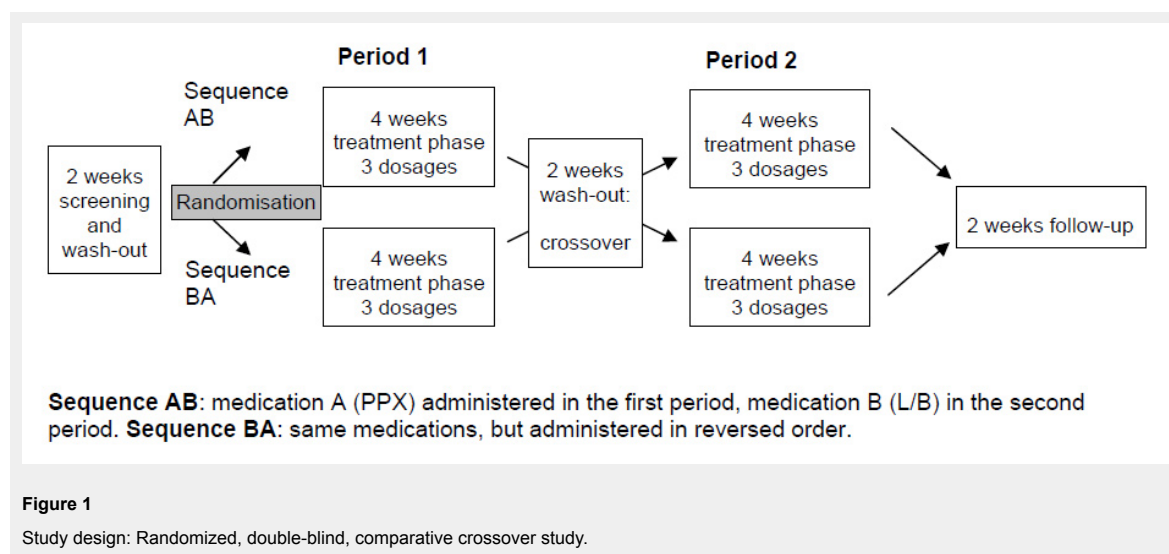 Period 1
Period 2
Sequence
AB
4 weeks
treatment phase
3 dosages
4 weeks
treatment phase
3 dosages
2 weeks
screening
and
wash-out
Randomisation
2 weeks
wash-out:
crossover
2 weeks follow-up
Sequence
BA
4 weeks
treatment phase
3 dosages
4 weeks
treatment phase
3 dosages
Sequence AB: medication A (PPX) administered in the first period, medication B (L/B) in the second
period. Sequence BA: same medications, but administered in reversed order.
Figure 1
Study design: Randomized, double-blind, comparative crossover study.